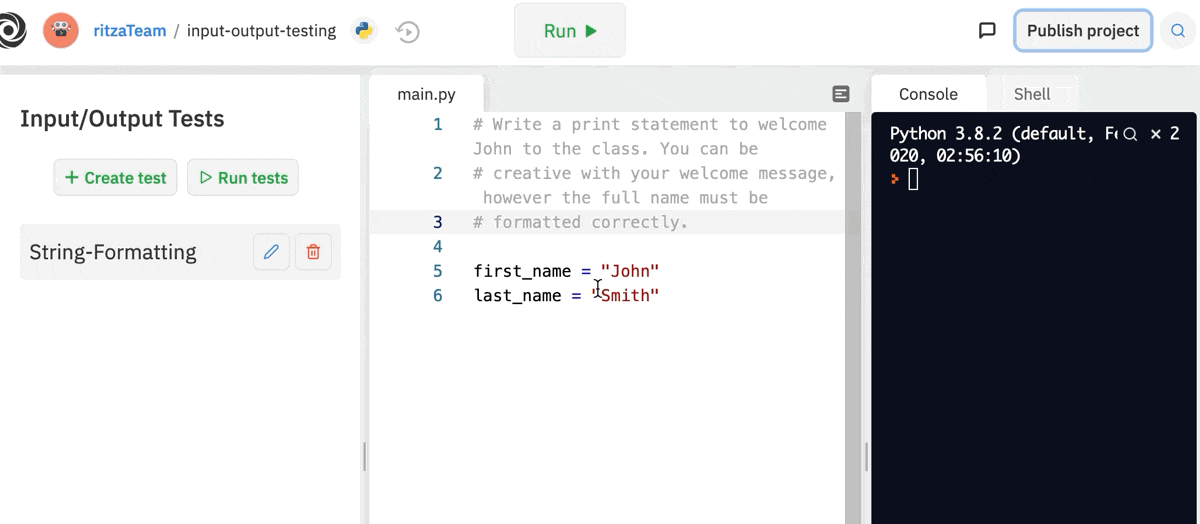 ritzaTeam / input-output-testing
Run
Publish project
Input/Output Tests
+ Create test
Run tests
String-Formatting
main.py
1 # Write a print statement to welcome
John to the class. You can be
2 # creative with your welcome message,
however the full name must be
3 # formatted correctly.
4
5 first_name = "John"
6 last_name = "Smith"
Console
Shell
Python 3.8.2 (default, × 2
020, 02:56:10)